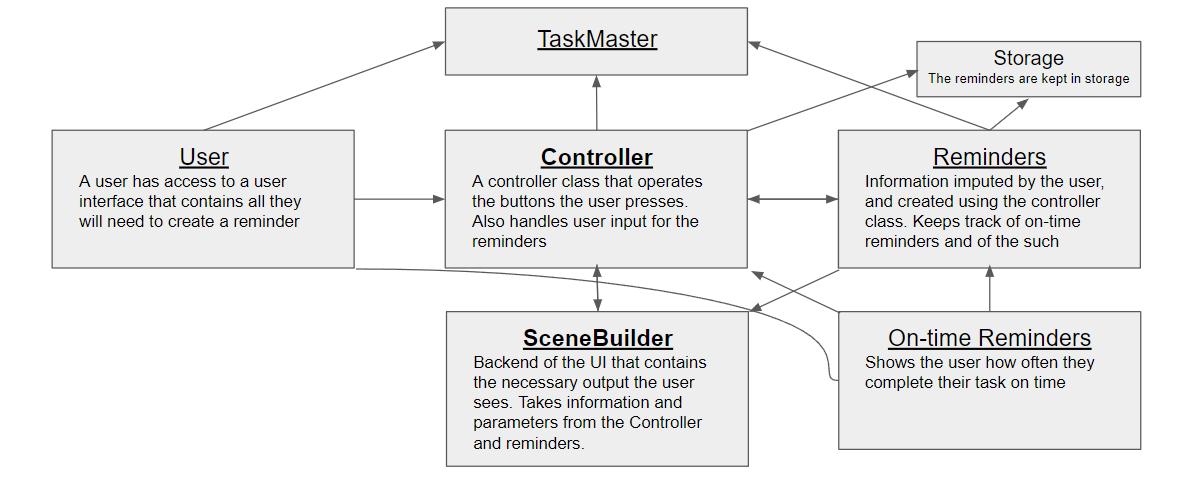 TaskMaster
Storage
The reminders are kept in storage
User
A user has access to a user
interface that contains all they
will need to create a reminder
Controller
A controller class that operates
the buttons the user presses.
Also handles user input for the
reminders
Reminders
Information imputed by the user,
and created using the controller
class. Keeps track of on-time
reminders and of the such
SceneBuilder
Backend of the UI that contains
the necessary output the user
sees. Takes information and
parameters from the Controller
and reminders.
On-time Reminders
Shows the user how often they
complete their task on time